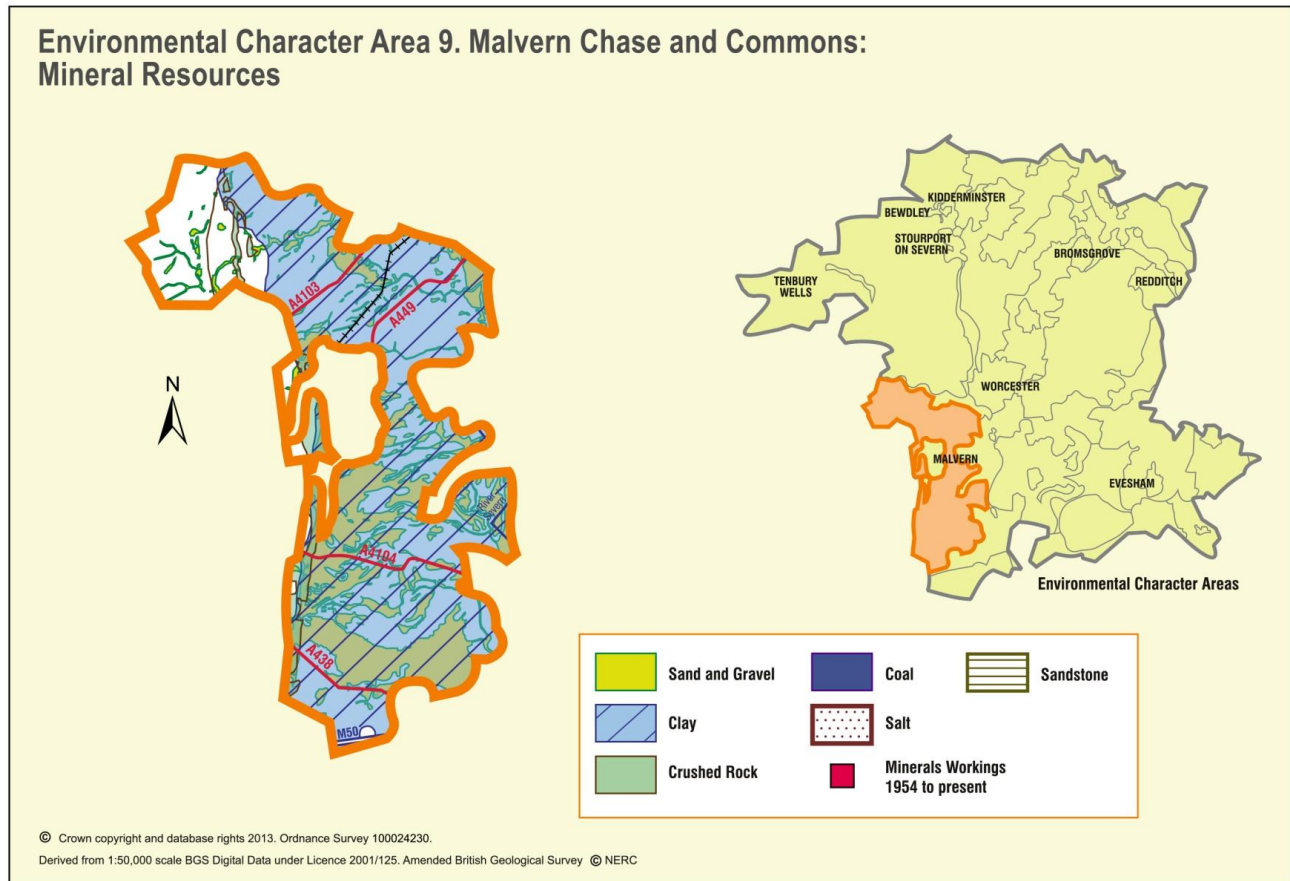 Environmental Character Area 9. Malvern Chase and Commons:
Mineral Resources
N
A4103
A449
River
Severn
A4104
A438
M50
KIDDERMINSTER
BEWDLEY
STOURPORT
ON SEVERN
BROMSGROVE
TENBURY
WELLS
REDDITCH
WORCESTER
MALVERN
EVESHAM
Environmental Character Areas
Sand and Gravel
Coal
Sandstone
Clay
Salt
Crushed Rock
Minerals Workings
1954 to present
© Crown copyright and database rights 2013. Ordnance Survey 100024230.
Derived from 1:50,000 scale BGS Digital Data under Licence 2001/125. Amended British Geological Survey © NERC